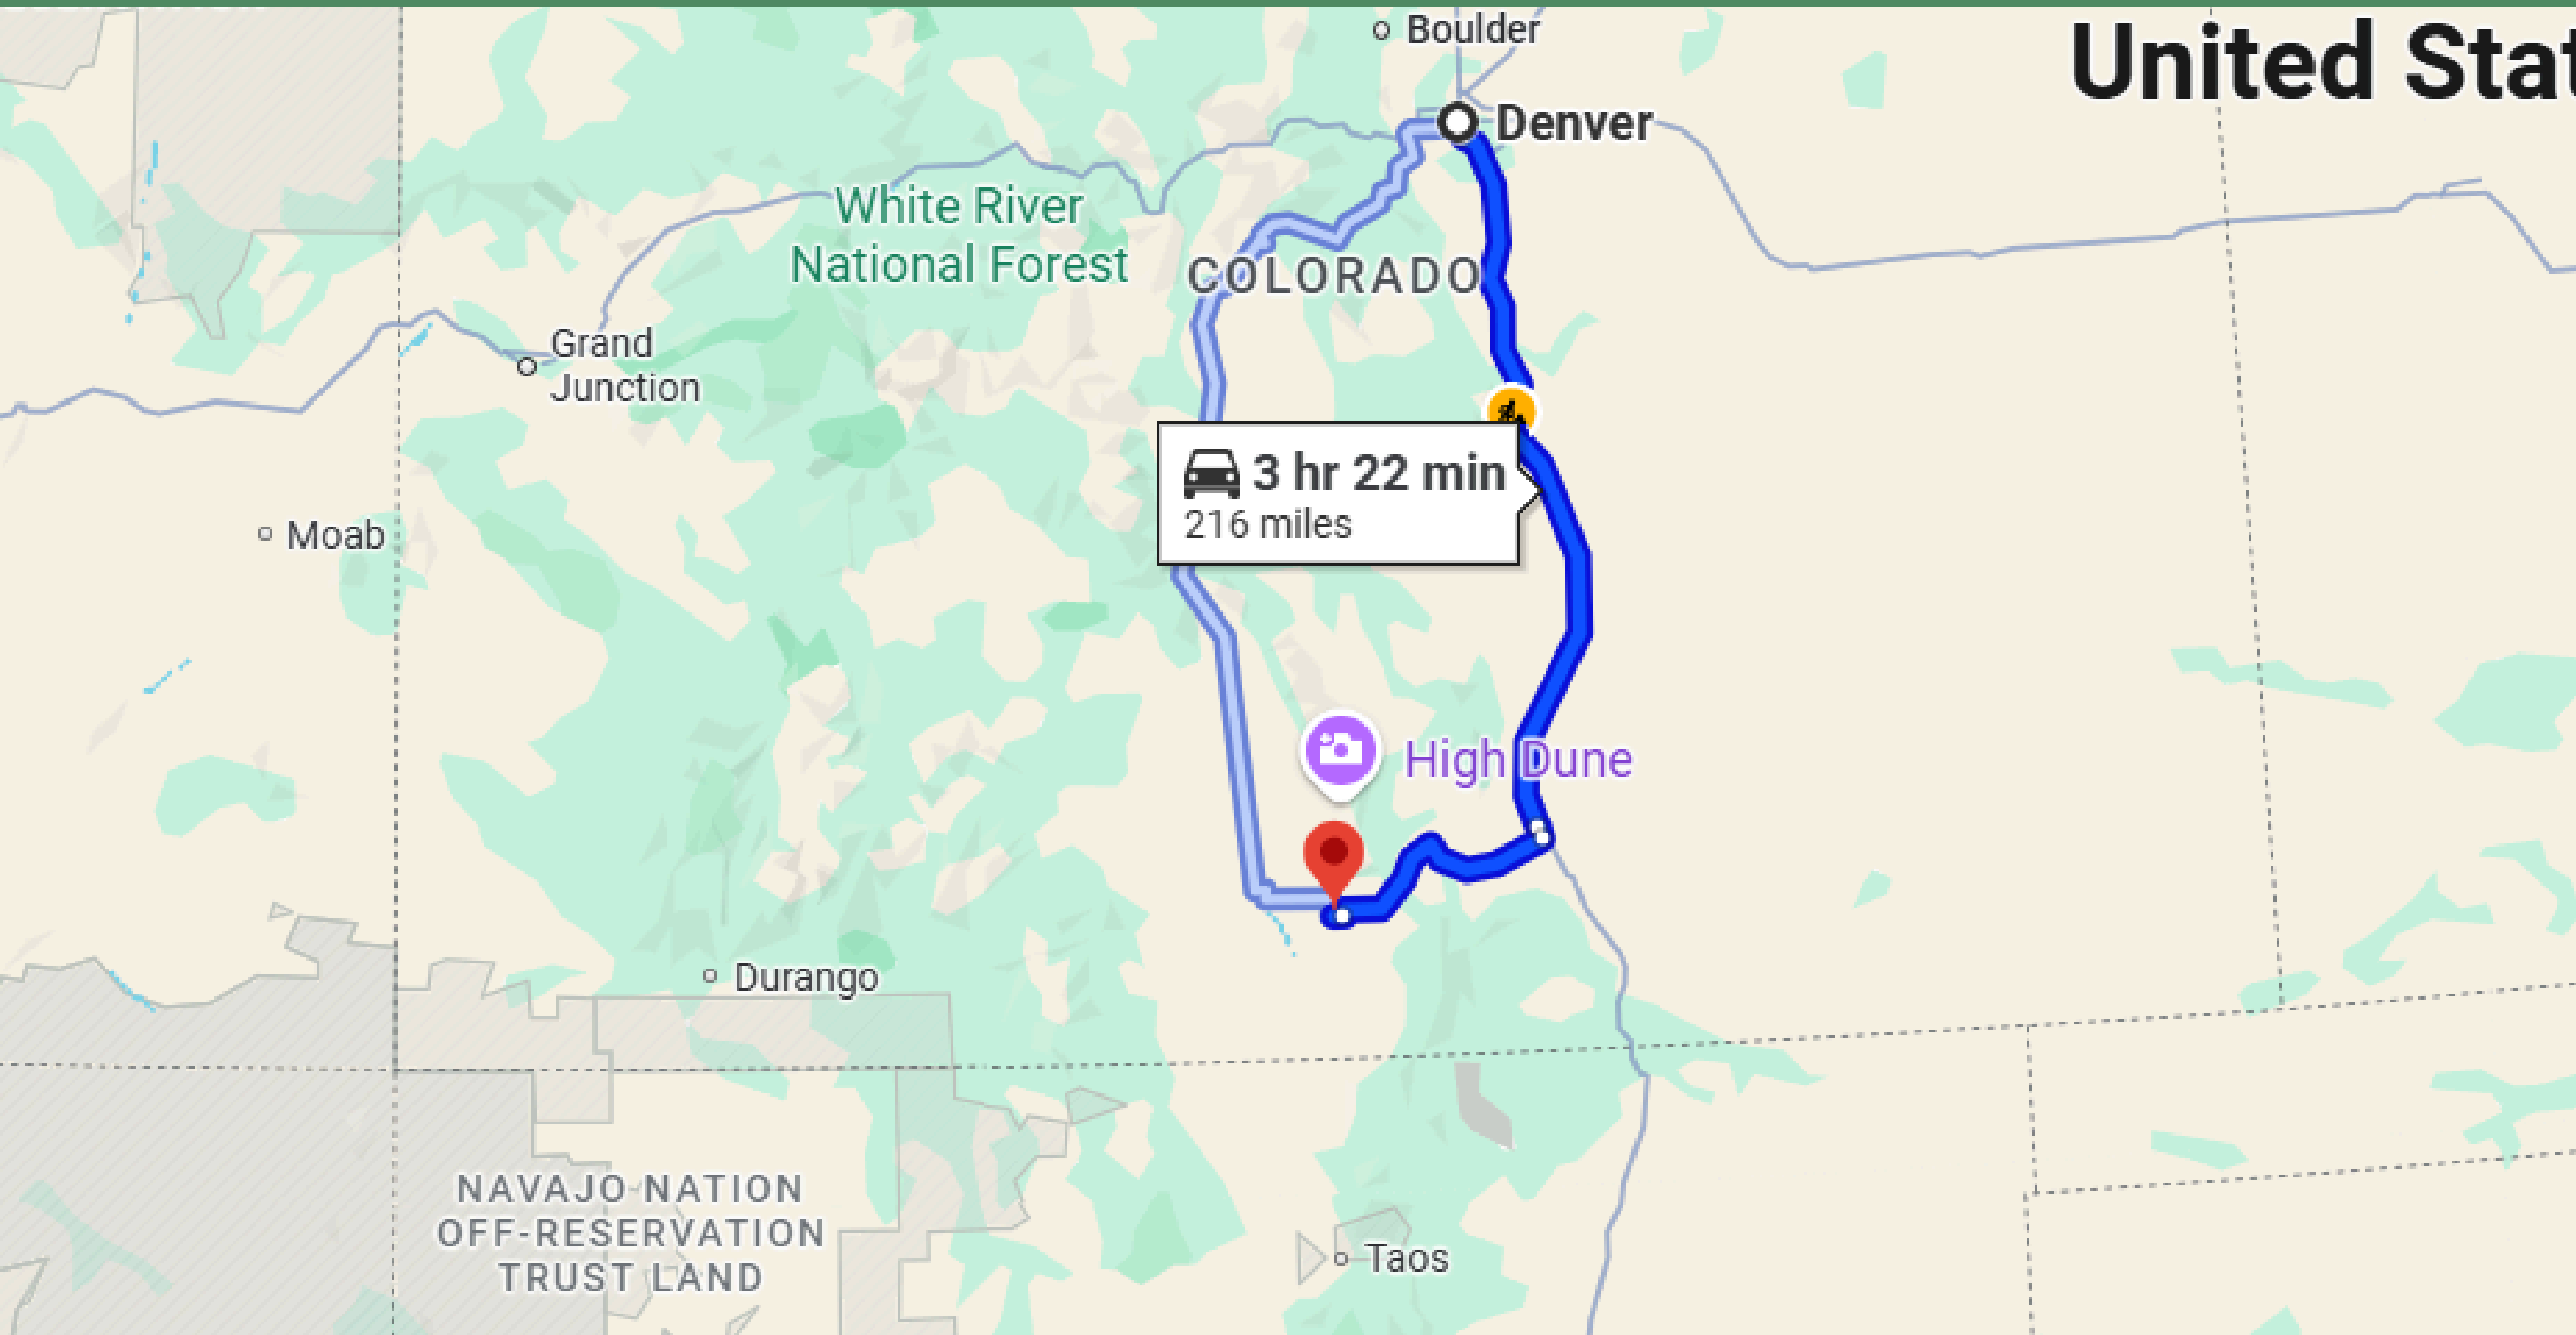 Boulder
United Stat
Denver
White River
National Forest
COLORADO
Grand
Junction
3 hr 22 min
216 miles
Moab
High Dune
Durango
NAVAJO NATION
OFF-RESERVATION
TRUST LAND
Taos